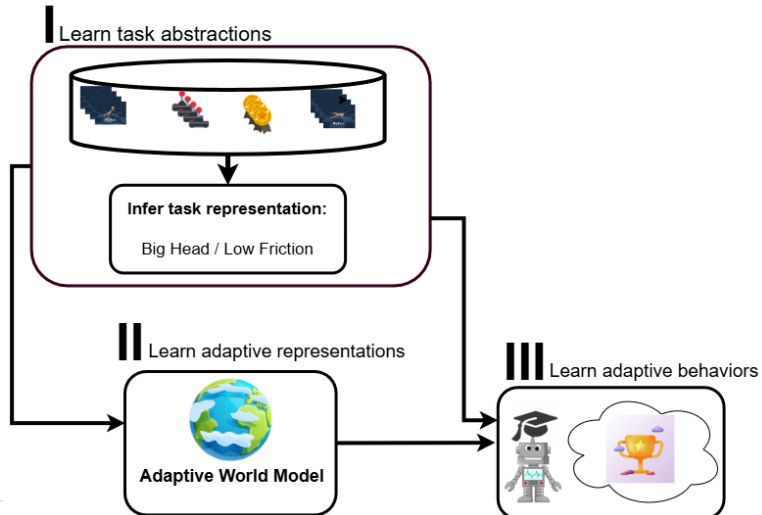 I Learn task abstractions
Infer task representation:
Big Head / Low Friction
II Learn adaptive representations
III Learn adaptive behaviors
Adaptive World Model